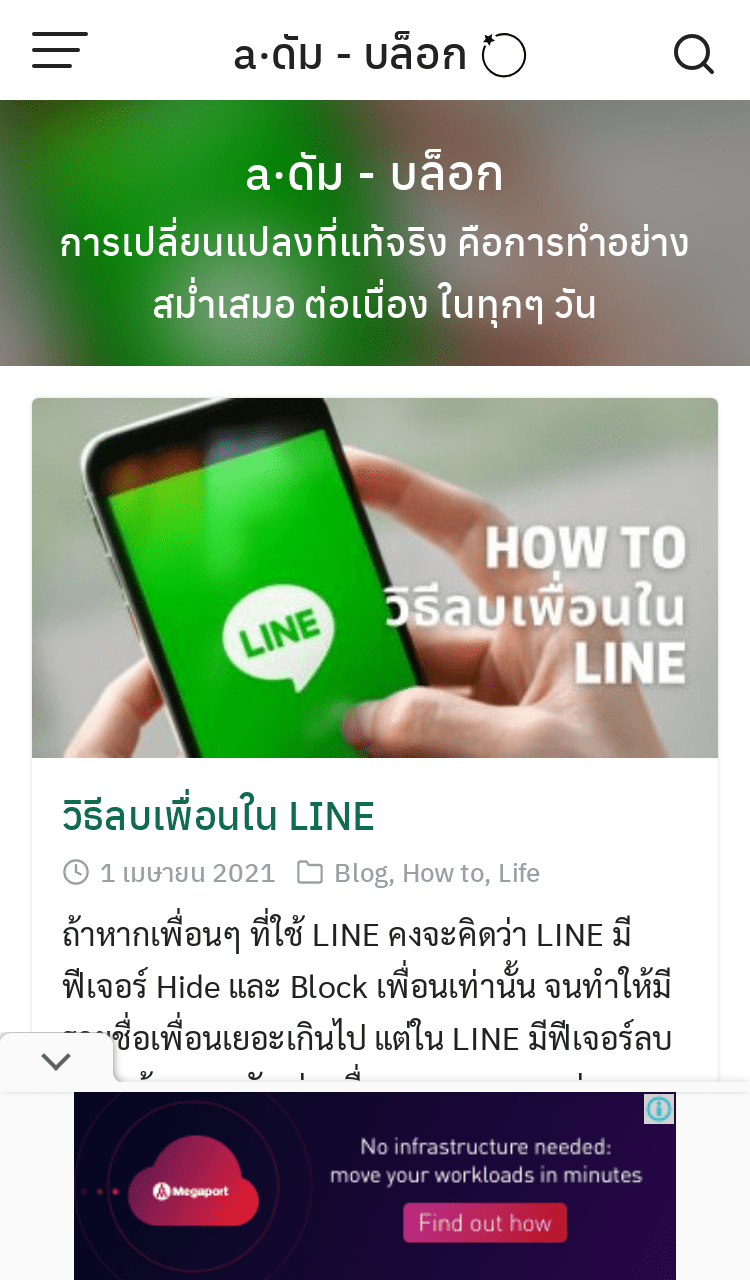 a·ดัม - บล็อก
a·ดัม - บล็อก
การเปลี่ยนแปลงที่แท้จริง คือการทำอย่าง
สม่ำเสมอ ต่อเนื่อง ในทุกๆ วัน
HOW TO
วิธีลบเพื่อนใน
LINE
LINE
วิธีลบเพื่อนใน LINE
1 เมษายน 2021 Blog, How to, Life
ถ้าหากเพื่อนๆ ที่ใช้ LINE คงจะคิดว่า LINE มี
ฟีเจอร์ Hide และ Block เพื่อนเท่านั้น จนทำให้มี
ชื่อเพื่อนเยอะเกินไป แต่ใน LINE มีฟีเจอร์ลบ
No infrastructure needed:
move your workloads in minutes
Megaport
Find out how